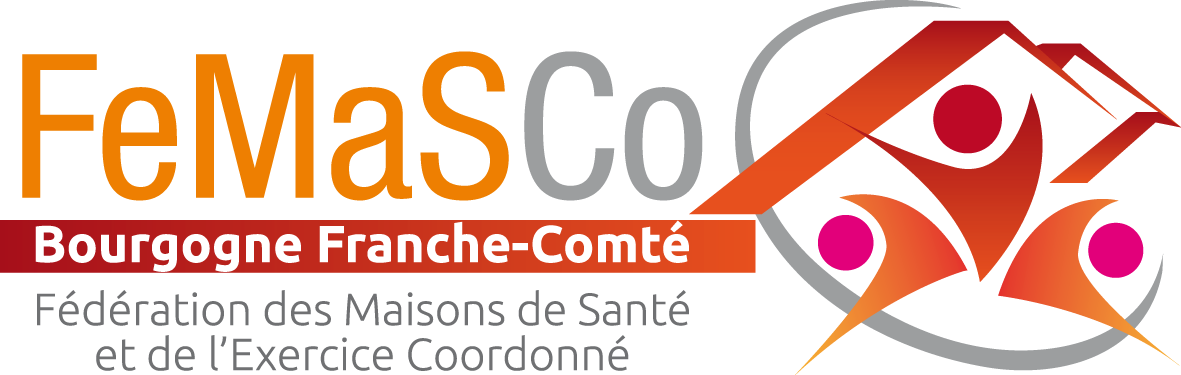 FeMaSCo
Bourgogne Franche-Comté
Fédération des Maisons de Santé
et de l'Exercice Coordonné